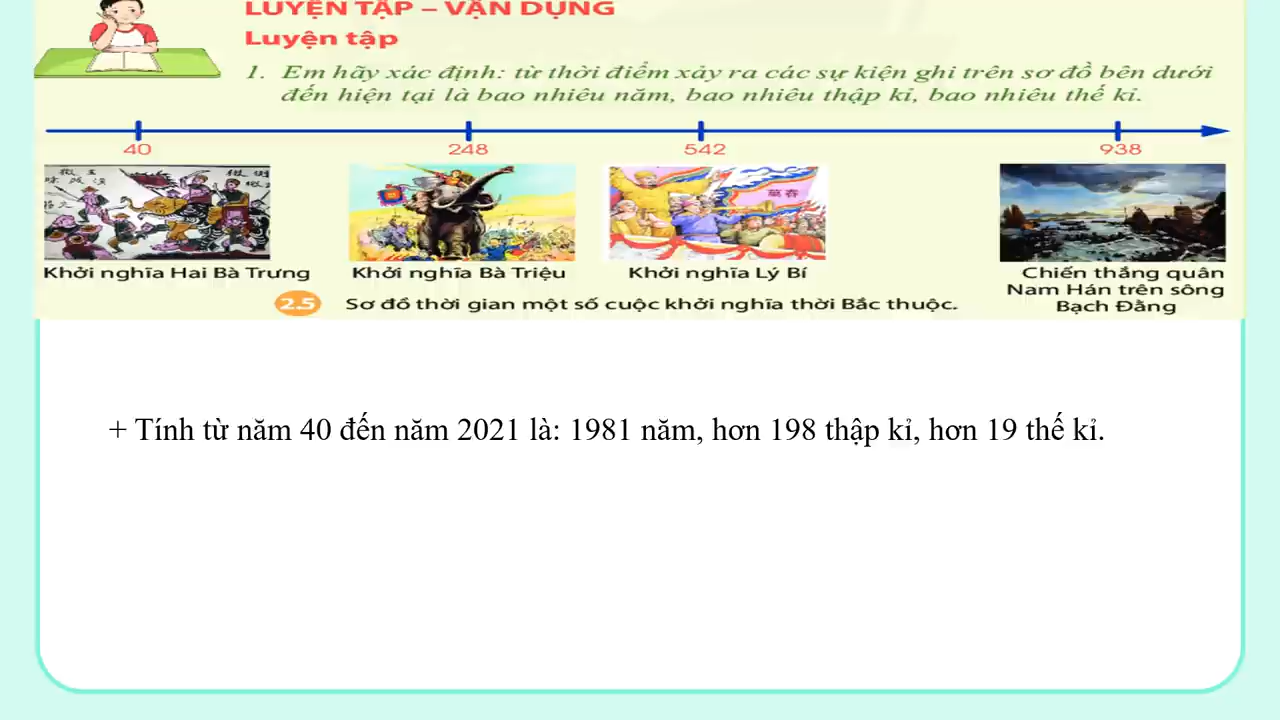 LUYỆN TẬP – VẬN DỤNG
Luyện tập
1. Em hãy xác định: từ thời điểm xảy ra các sự kiện ghi trên sơ đồ bên dưới
đến hiện tại là bao nhiêu năm, bao nhiêu thập kỉ, bao nhiêu thế kỉ.
40 248 542 938
Khởi nghĩa Hai Bà Trưng Khởi nghĩa Bà Triệu Khởi nghĩa Lý Bí Chiến thắng quân
Nam Hán trên sông
Bạch Đằng
2.5 Sơ đồ thời gian một số cuộc khởi nghĩa thời Bắc thuộc.
+ Tính từ năm 40 đến năm 2021 là: 1981 năm, hơn 198 thập kỉ, hơn 19 thế kỉ.